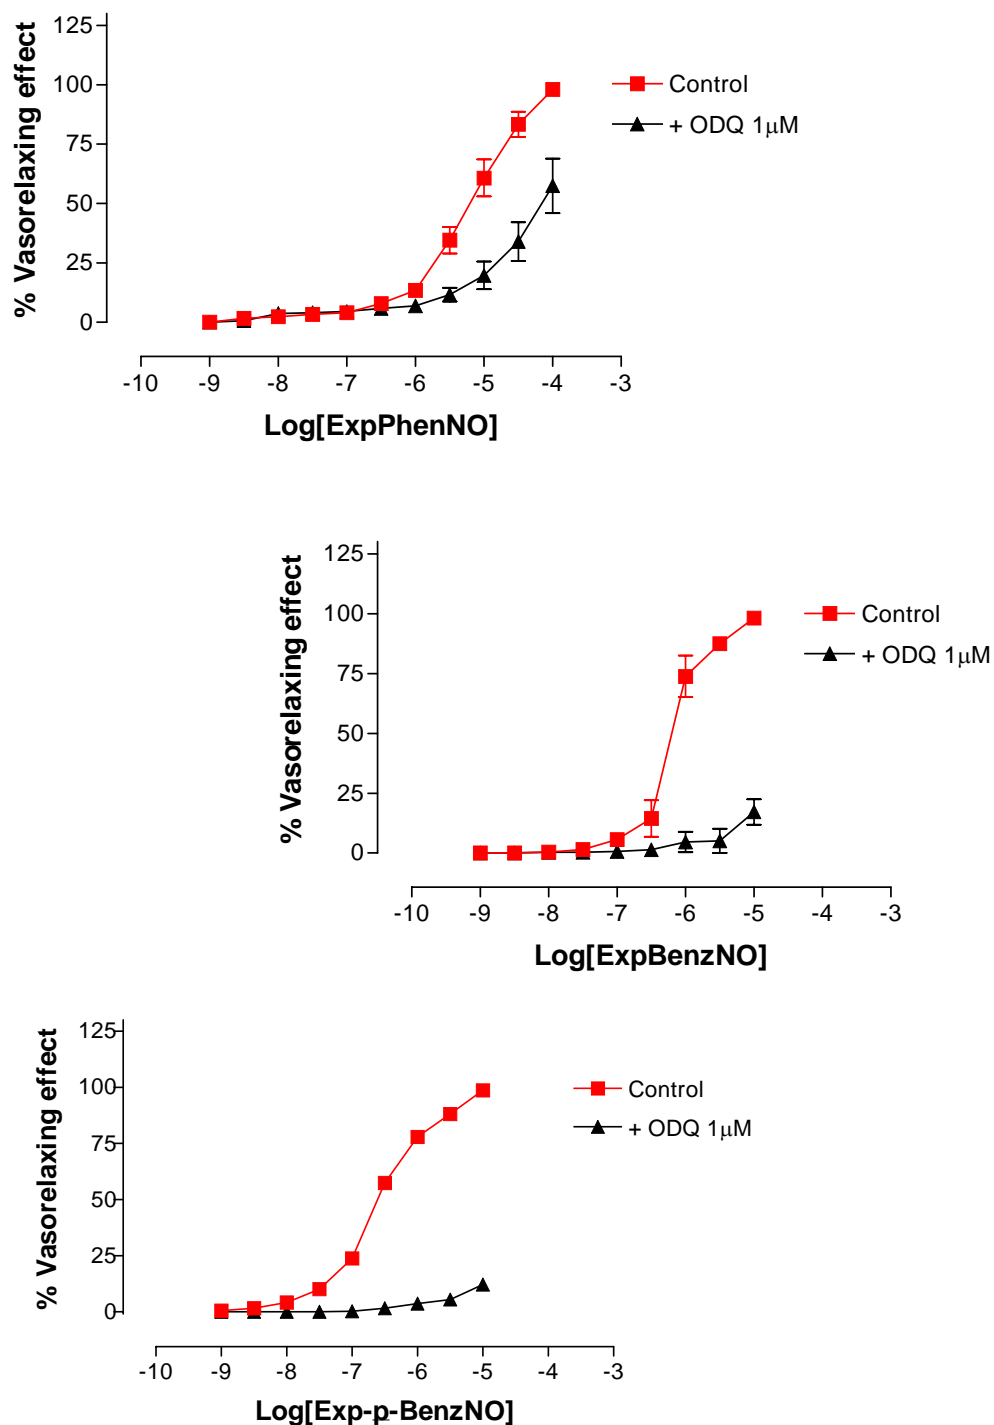 125
100
75
50
25
0
% Vasorelaxing effect
Control
+ ODQ 1μM
-10 -9 -8 -7 -6 -5 -4 -3
Log[ExpPhenNO]
125
100
75
50
25
0
% Vasorelaxing effect
Control
+ ODQ 1μM
-10 -9 -8 -7 -6 -5 -4 -3
Log[ExpBenzNO]
125
100
75
50
25
0
% Vasorelaxing effect
Control
+ ODQ 1μM
-10 -9 -8 -7 -6 -5 -4 -3
Log[Exp-p-BenzNO]